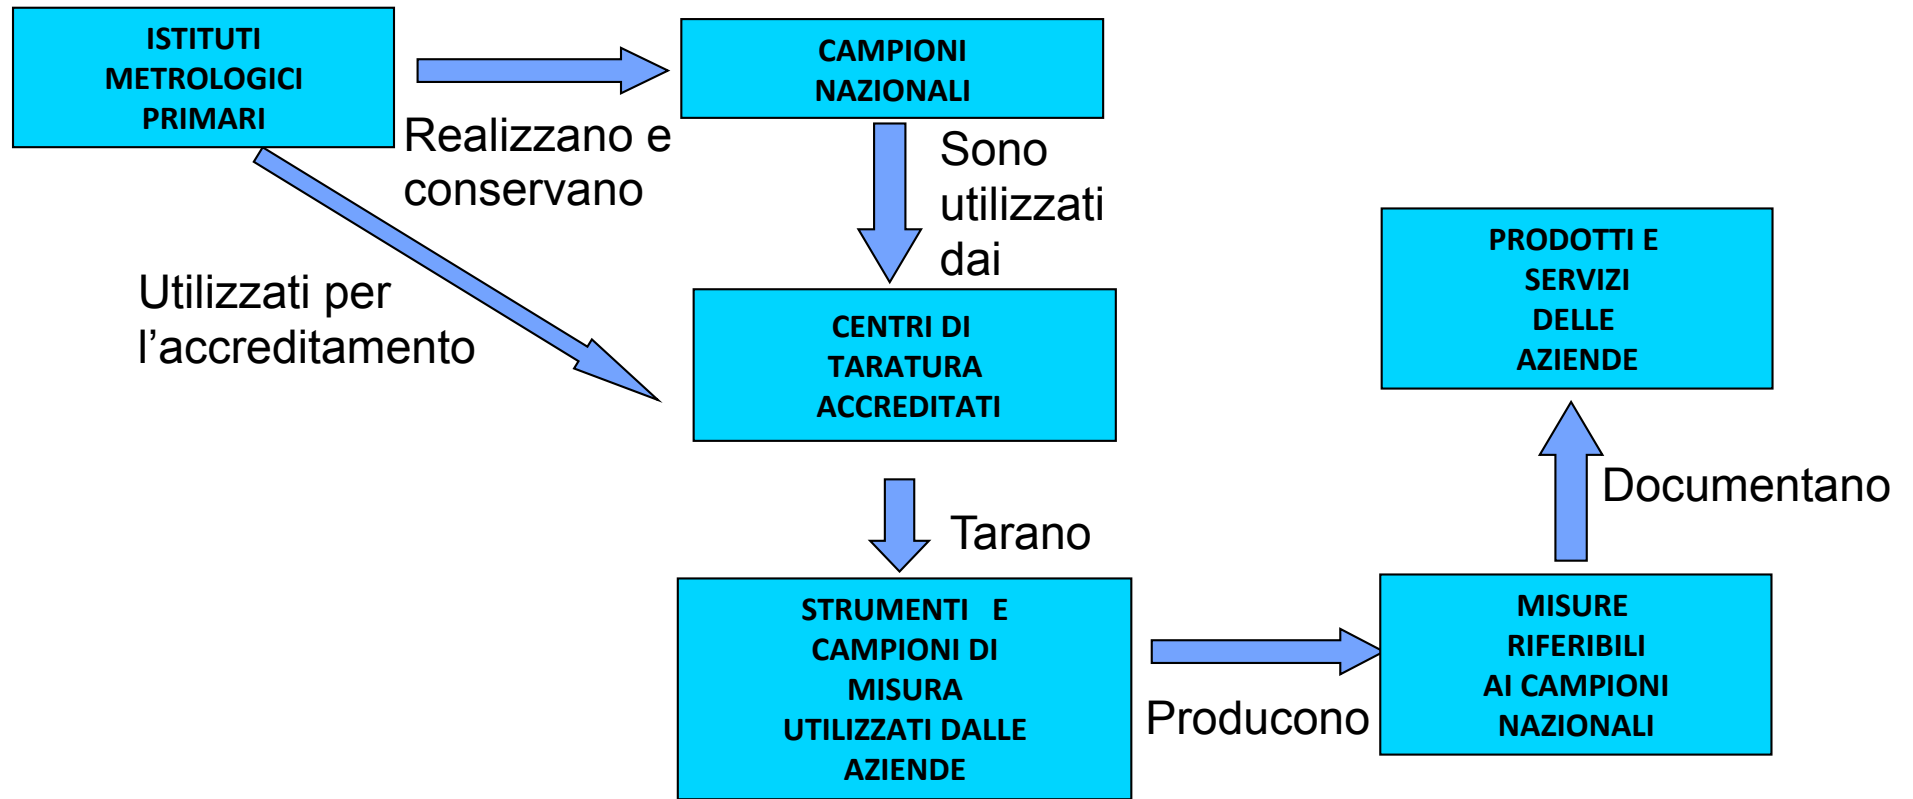 ISTITUTI
METROLOGICI
PRIMARI
Realizzano e
conservano
CAMPIONI
NAZIONALI
Sono
utilizzati
dai
Utilizzati per
l’accreditamento
CENTRI DI
TARATURA
ACCREDITATI
Tarano
STRUMENTI E
CAMPIONI DI
MISURA
UTILIZZATI DALLE
AZIENDE
Producono
MISURE
RIFERIBILI
AI CAMPIONI
NAZIONALI
Documentano
PRODOTTI E
SERVIZI
DELLE
AZIENDE